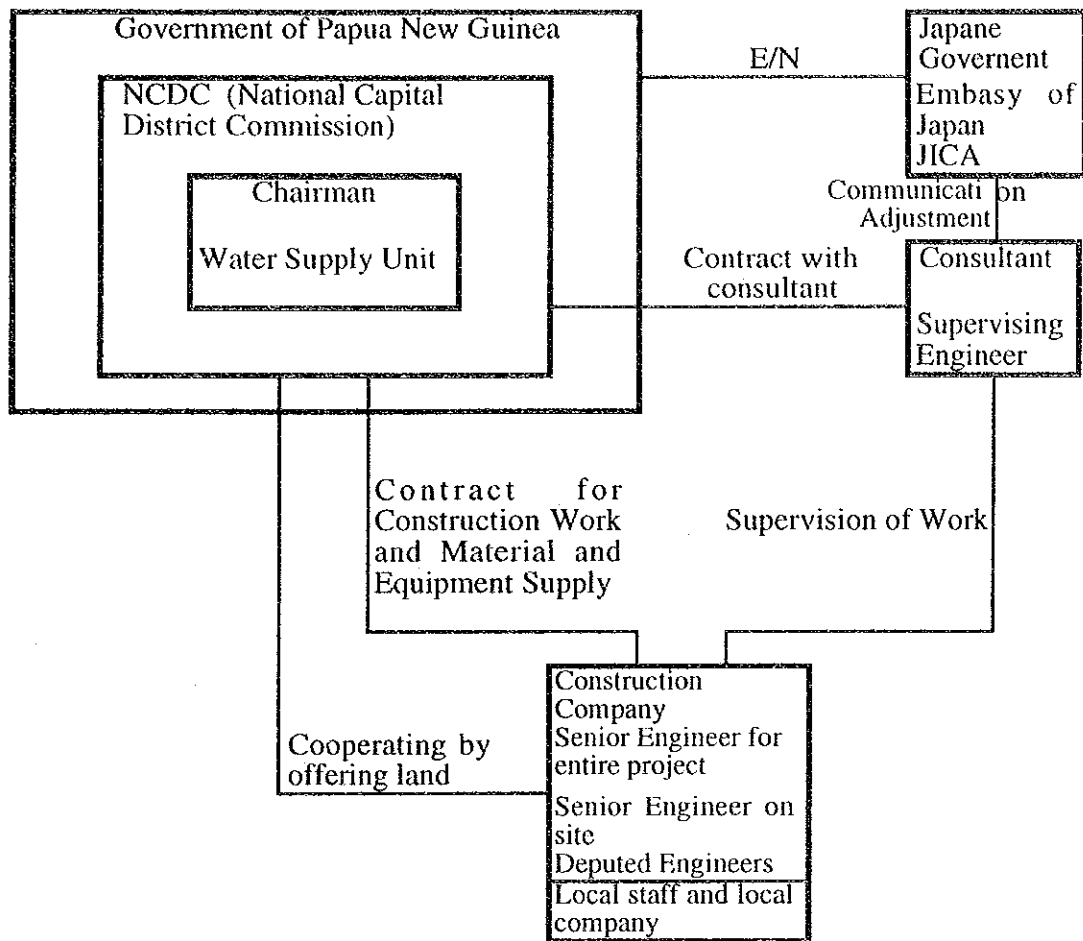 Government of Papua New Guinea
NCDC (National Capital
District Commission)
Chairman
Water Supply Unit
E/N
Japane
Governent
Embasy of
Japan
JICA
Communication
Adjustment
Contract with
consultant
Consultant
Supervising
Engineer
Contract for
Construction Work
and Material and
Equipment Supply
Supervision of Work
Cooperating by
offering land
Construction
Company
Senior Engineer for
entire project
Senior Engineer on
site
Deputed Engineers
Local staff and local
company